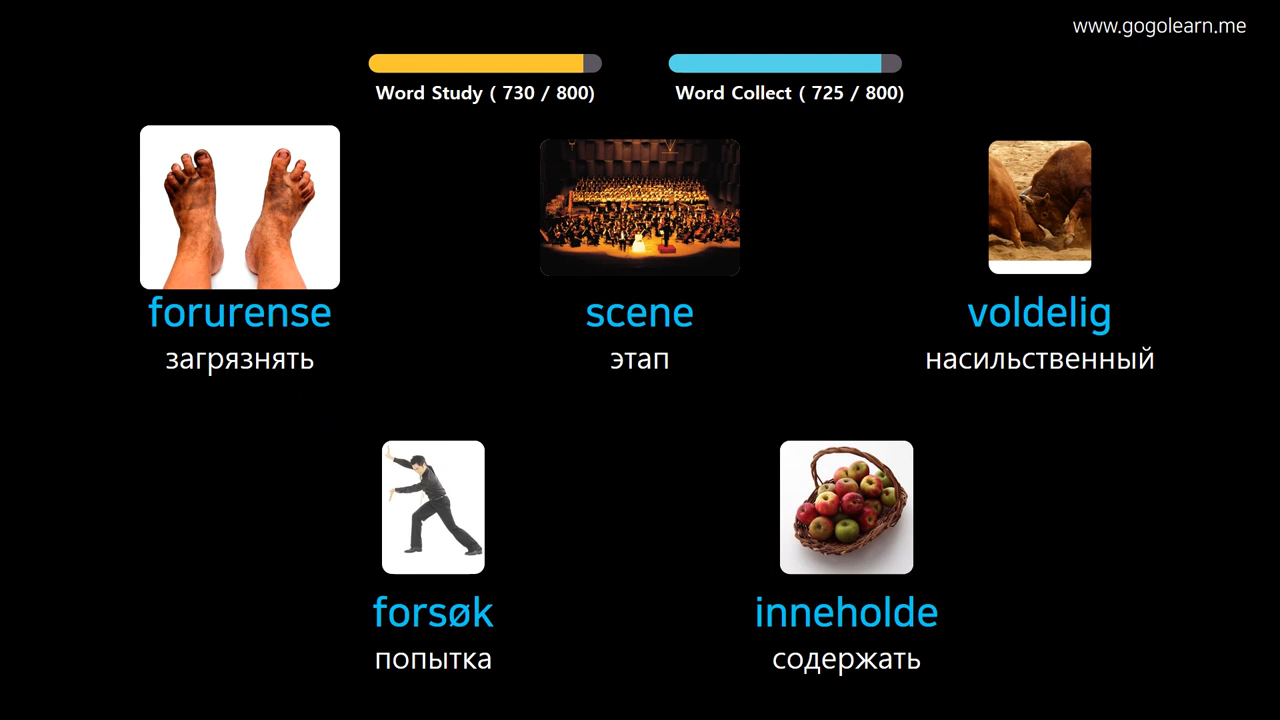 www.gogolearn.me
Word Study ( 730 / 800)
Word Collect ( 725 / 800)
forurense
загрязнять
scene
этап
voldelig
насильственный
forsøk
попытка
inneholde
содержать